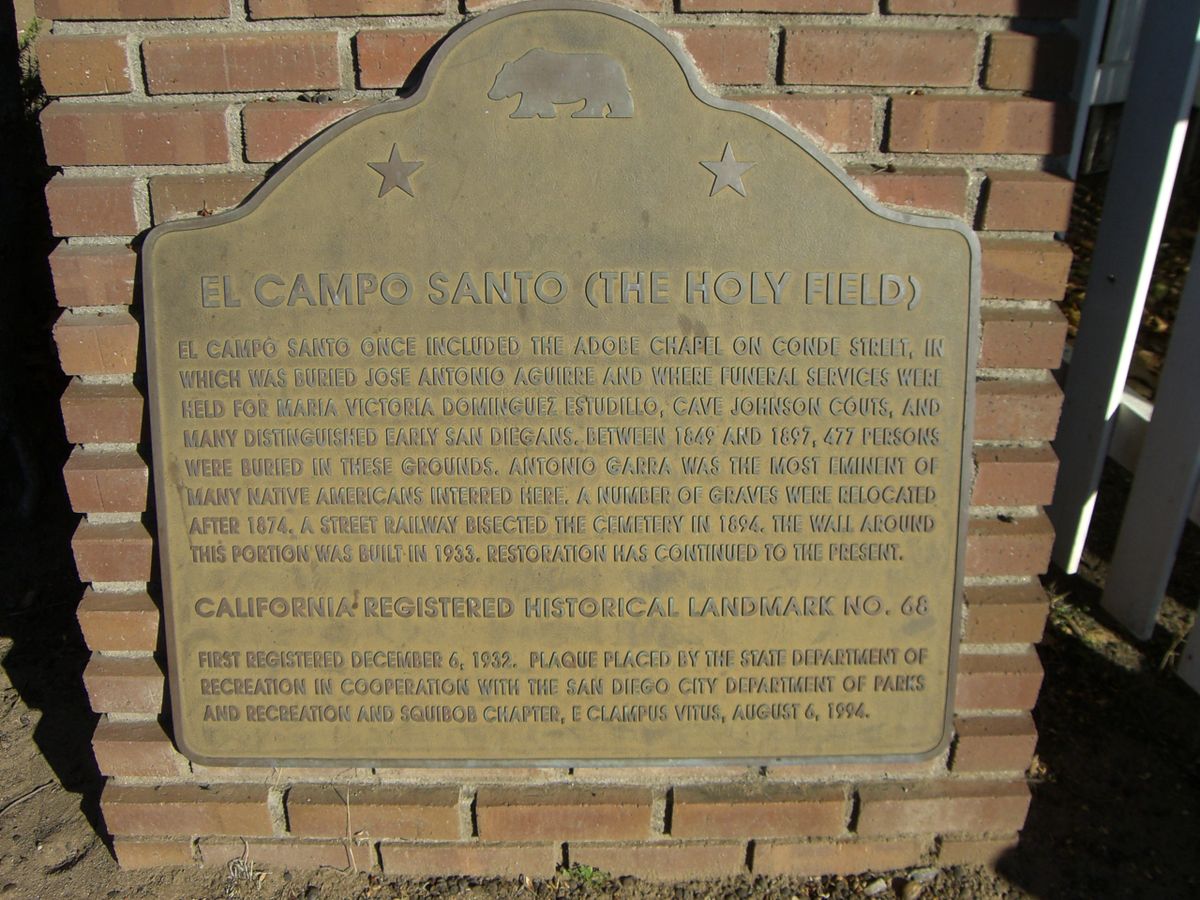 EL CAMPO SANTO (THE HOLY FIELD)
EL CAMPO SANTO ONCE INCLUDED THE ADOBE CHAPEL ON CONDE STREET, IN
WHICH WAS BURIED JOSE ANTONIO AGUIRRE AND WHERE FUNERAL SERVICES WERE
HELD FOR MARIA VICTORIA DOMINGUEZ ESTUDILLO, CAVE JOHNSON COUTS, AND
MANY DISTINGUISHED EARLY SAN DIEGANS. BETWEEN 1849 AND 1897, 477 PERSONS
WERE BURIED IN THESE GROUNDS. ANTONIO GARRA WAS THE MOST EMINENT OF
MANY NATIVE AMERICANS INTERRED HERE. A NUMBER OF GRAVES WERE RELOCATED
AFTER 1874. A STREET RAILWAY BISECTED THE CEMETERY IN 1894. THE WALL AROUND
THIS PORTION WAS BUILT IN 1933. RESTORATION HAS CONTINUED TO THE PRESENT.
CALIFORNIA REGISTERED HISTORICAL LANDMARK NO. 68
FIRST REGISTERED DECEMBER 6, 1932. PLAQUE PLACED BY THE STATE DEPARTMENT OF
RECREATION IN COOPERATION WITH THE SAN DIEGO CITY DEPARTMENT OF PARKS
AND RECREATION AND SQUIBOB CHAPTER, E CLAMPUS VITUS, AUGUST 6, 1994.